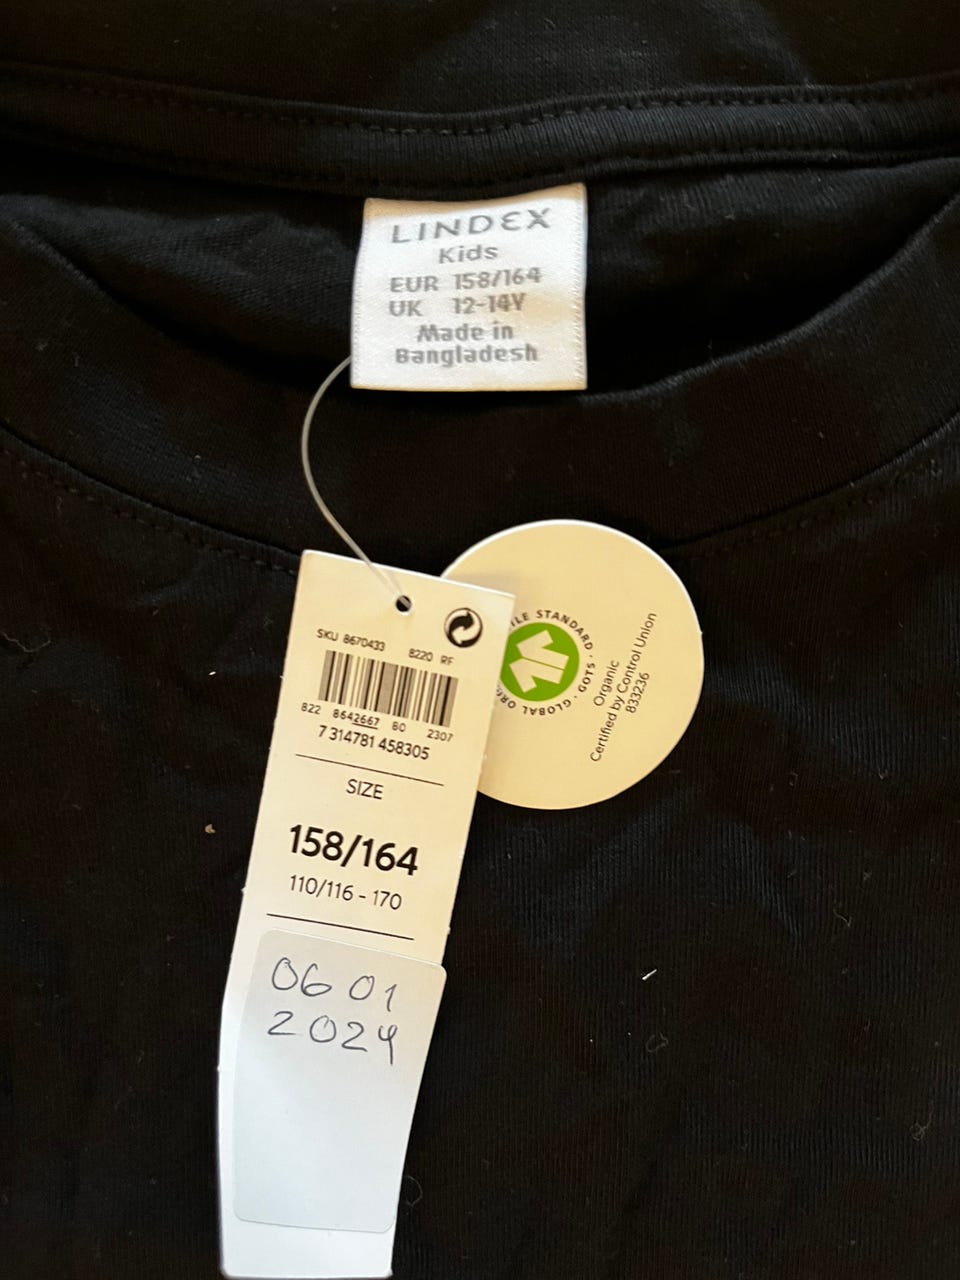 LINDEX
Kids
EUR 158/164
UK 12-14Y
Made in
Bangladesh
SKU 8670433 8220 RF
822 8642667 80 2307
7 314781 458305
SIZE
158/164
110/116 - 170
06 01
2024
STANDARD · GOTS · GLOBAL
Organic
Certified by Control Union
833236